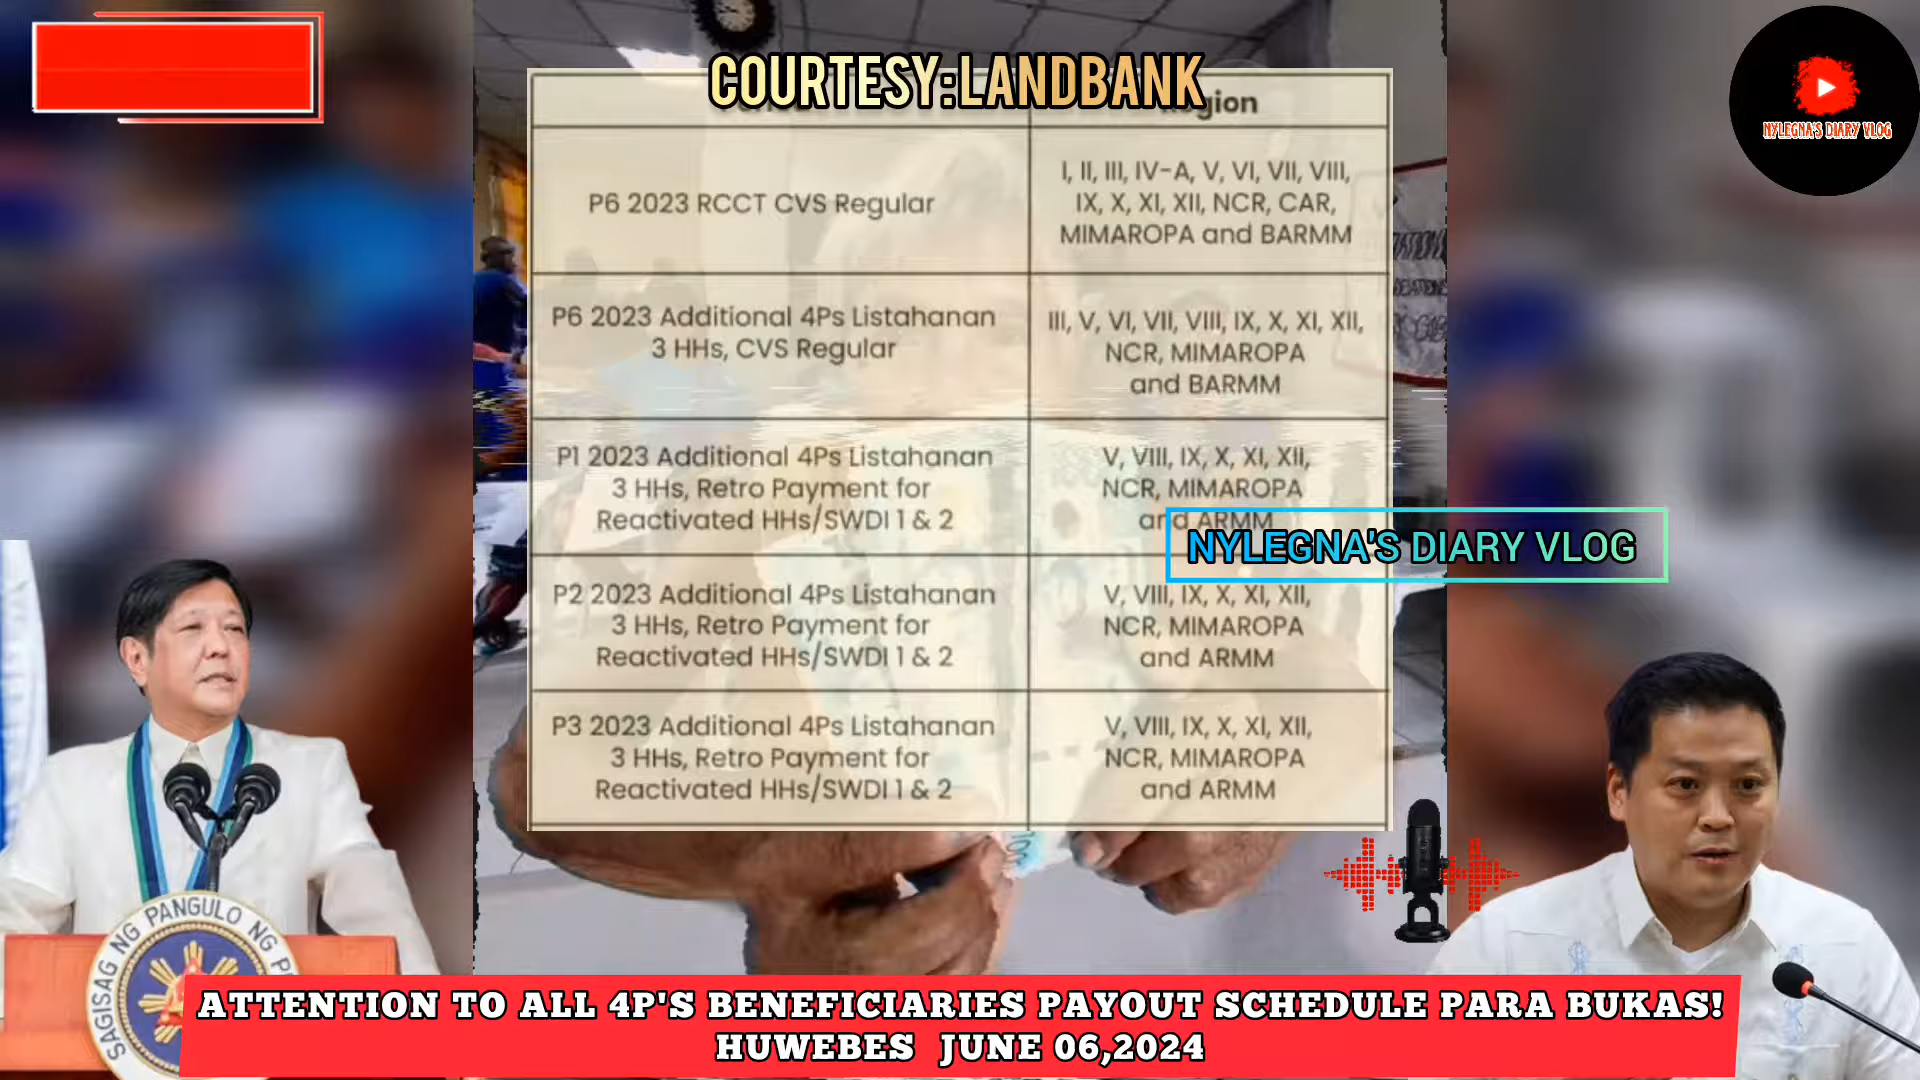 COURTESY:LANDBANK
NYLEGNA'S DIARY VLOG
P6 2023 RCCT CVS Regular
I, II, III, IV-A, V, VI, VII, VIII,
IX, X, XI, XII, NCR, CAR,
MIMAROPA and BARMM
P6 2023 Additional 4Ps Listahanan
3 HHs, CVS Regular
III, V, VI, VII, VIII, IX, X, XI, XII,
NCR, MIMAROPA
and BARMM
P1 2023 Additional 4Ps Listahanan
3 HHs, Retro Payment for
Reactivated HHs/SWDI 1 & 2
V, VIII, IX, X, XI, XII,
NCR, MIMAROPA
and ARMM
NYLEGNA'S DIARY VLOG
P2 2023 Additional 4Ps Listahanan
3 HHs, Retro Payment for
Reactivated HHs/SWDI 1 & 2
V, VIII, IX, X, XI, XII,
NCR, MIMAROPA
and ARMM
P3 2023 Additional 4Ps Listahanan
3 HHs, Retro Payment for
Reactivated HHs/SWDI 1 & 2
V, VIII, IX, X, XI, XII,
NCR, MIMAROPA
and ARMM
SAGISAG NG PANGULO NG
ATTENTION TO ALL 4P'S BENEFICIARIES PAYOUT SCHEDULE PARA BUKAS!
HUWEBES JUNE 06,2024